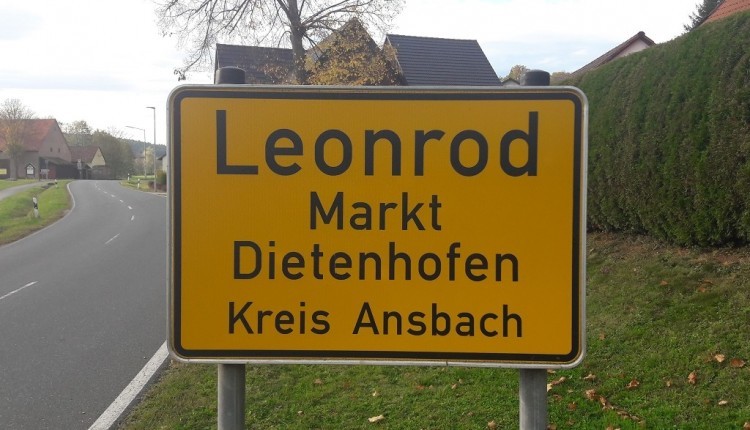 Leonrod
Markt
Dietenhofen
Kreis Ansbach